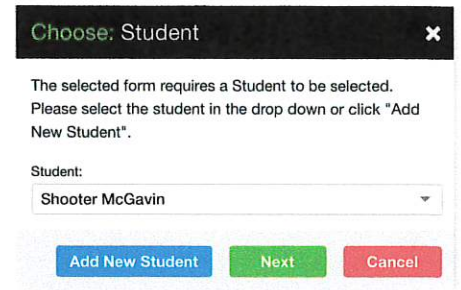 Choose: Student
The selected form requires a Student to be selected.
Please select the student in the drop down or click "Add
New Student".
Student:
Shooter McGavin
Add New Student Next Cancel